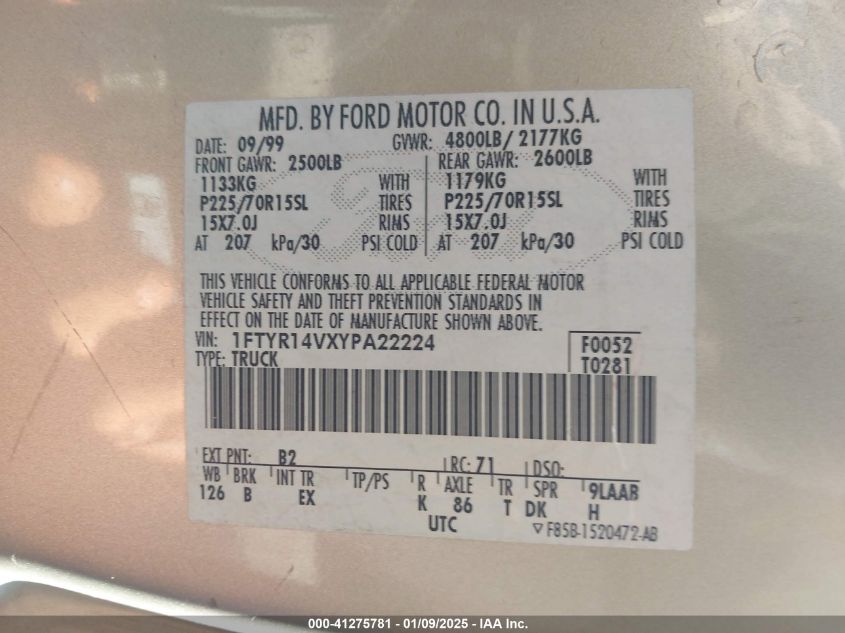 MFD. BY FORD MOTOR CO. IN U.S.A.
DATE: 09/99 GVWR: 4800LB/ 2177KG
FRONT GAWR: 2500LB REAR GAWR: 2600LB
1133KG WITH 1179KG WITH
P225/70R15SL TIRES P225/70R15SL TIRES
15X7.0J RIMS 15X7.0J RIMS
AT 207 kPa/30 PSI COLD AT 207 kPa/30 PSI COLD
THIS VEHICLE CONFORMS TO ALL APPLICABLE FEDERAL MOTOR
VEHICLE SAFETY AND THEFT PREVENTION STANDARDS IN
EFFECT ON THE DATE OF MANUFACTURE SHOWN ABOVE.
VIN: 1FTYR14VXYPA22224 F0052
TYPE: TRUCK T0281
EXT PNT: B2 RC: 71 DSO:
WB BRK INT TR TP/PS R AXLE TR SPR 9LAAB
126 B EX K 86 T DK H
UTC ▽ F85B-1520472-AB
000-41275781 - 01/09/2025 - IAA Inc.